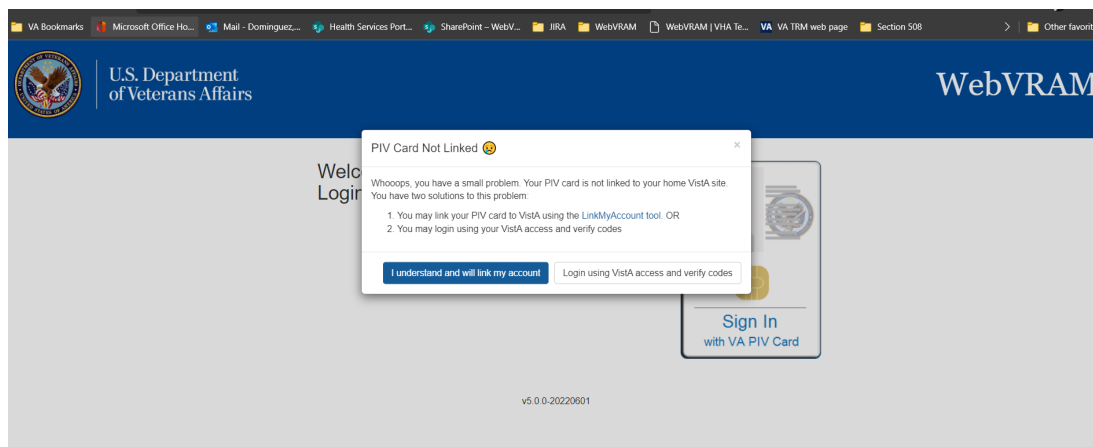 VA Bookmarks Microsoft Office Ho... Mail - Dominguez,... Health Services Port... SharePoint – WebV... JIRA WebVRAM WebVRAM | VHA Te... VA VA TRM web page Section 508 > Other favorit
U.S. Department
of Veterans Affairs
WebVRAM
PIV Card Not Linked 😥 ×
Welc
Login
Whooops, you have a small problem. Your PIV card is not linked to your home VistA site.
You have two solutions to this problem:
1. You may link your PIV card to VistA using the LinkMyAccount tool. OR
2. You may login using your VistA access and verify codes
I understand and will link my account Login using VistA access and verify codes
Sign In
with VA PIV Card
v5.0.0-20220601